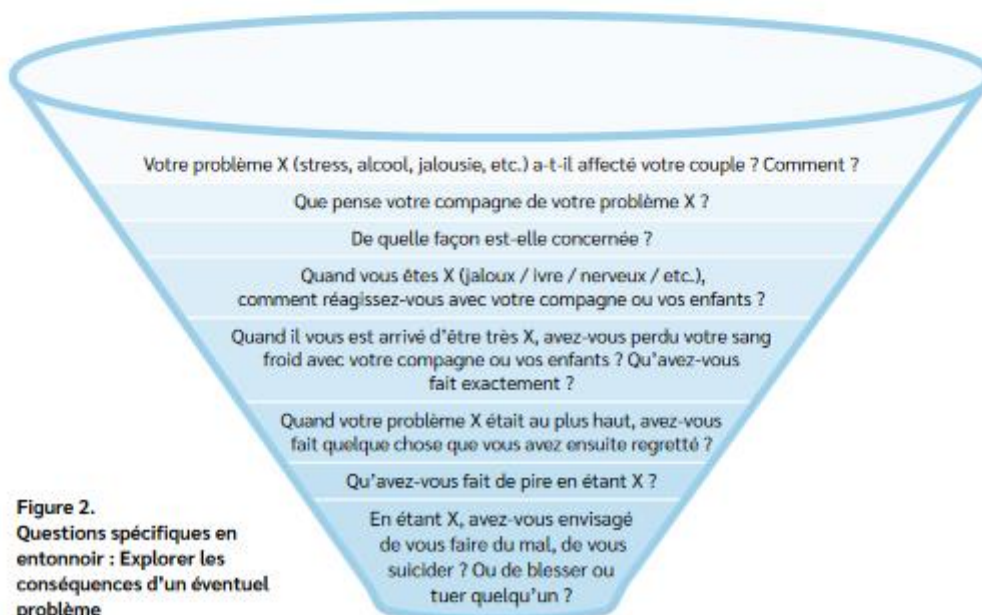 Votre problème X (stress, alcool, jalousie, etc.) a-t-il affecté votre couple ? Comment ?
Que pense votre compagne de votre problème X ?
De quelle façon est-elle concernée ?
Quand vous êtes X (jaloux / ivre / nerveux / etc.),
comment réagissez-vous avec votre compagne ou vos enfants ?
Quand il vous est arrivé d'être très X, avez-vous perdu votre sang
froid avec votre compagne ou vos enfants ? Qu'avez-vous
fait exactement ?
Quand votre problème X était au plus haut, avez-vous
fait quelque chose que vous avez ensuite regretté ?
Qu'avez-vous fait de pire en étant X ?
En étant X, avez-vous envisagé
de vous faire du mal, de vous
suicider ? Ou de blesser ou
tuer quelqu'un ?
Figure 2.
Questions spécifiques en
entonnoir : Explorer les
conséquences d'un éventuel
problème